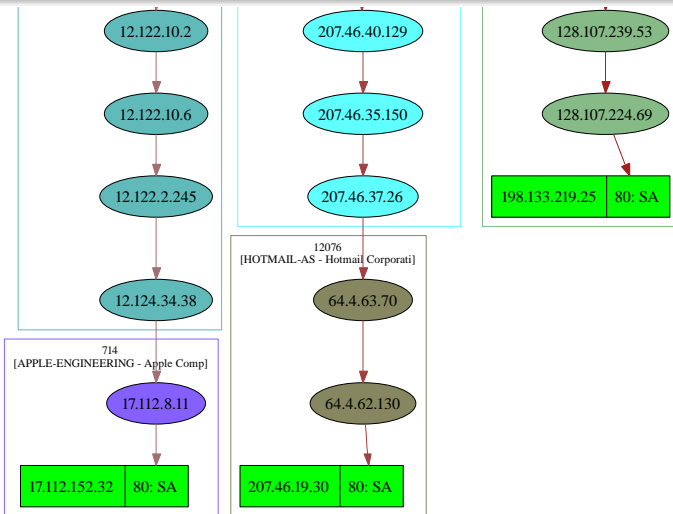 12.122.10.2
207.46.40.129
128.107.239.53
12.122.10.6
207.46.35.150
128.107.224.69
12.122.2.245
207.46.37.26
198.133.219.25 80: SA
12076
[HOTMAIL-AS - Hotmail Corporati]
12.124.34.38
64.4.63.70
714
[APPLE-ENGINEERING - Apple Comp]
17.112.8.11
64.4.62.130
17.112.152.32 80: SA
207.46.19.30 80: SA